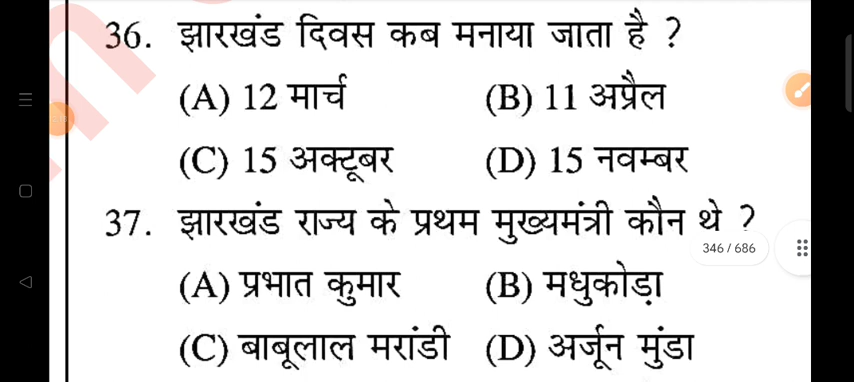 36. झारखंड दिवस कब मनाया जाता है ?
(A) 12 मार्च (B) 11 अप्रैल
(C) 15 अक्टूबर (D) 15 नवम्बर
37. झारखंड राज्य के प्रथम मुख्यमंत्री कौन थे ?
346 / 686
(A) प्रभात कुमार (B) मधुकोड़ा
(C) बाबूलाल मरांडी (D) अर्जून मुंडा